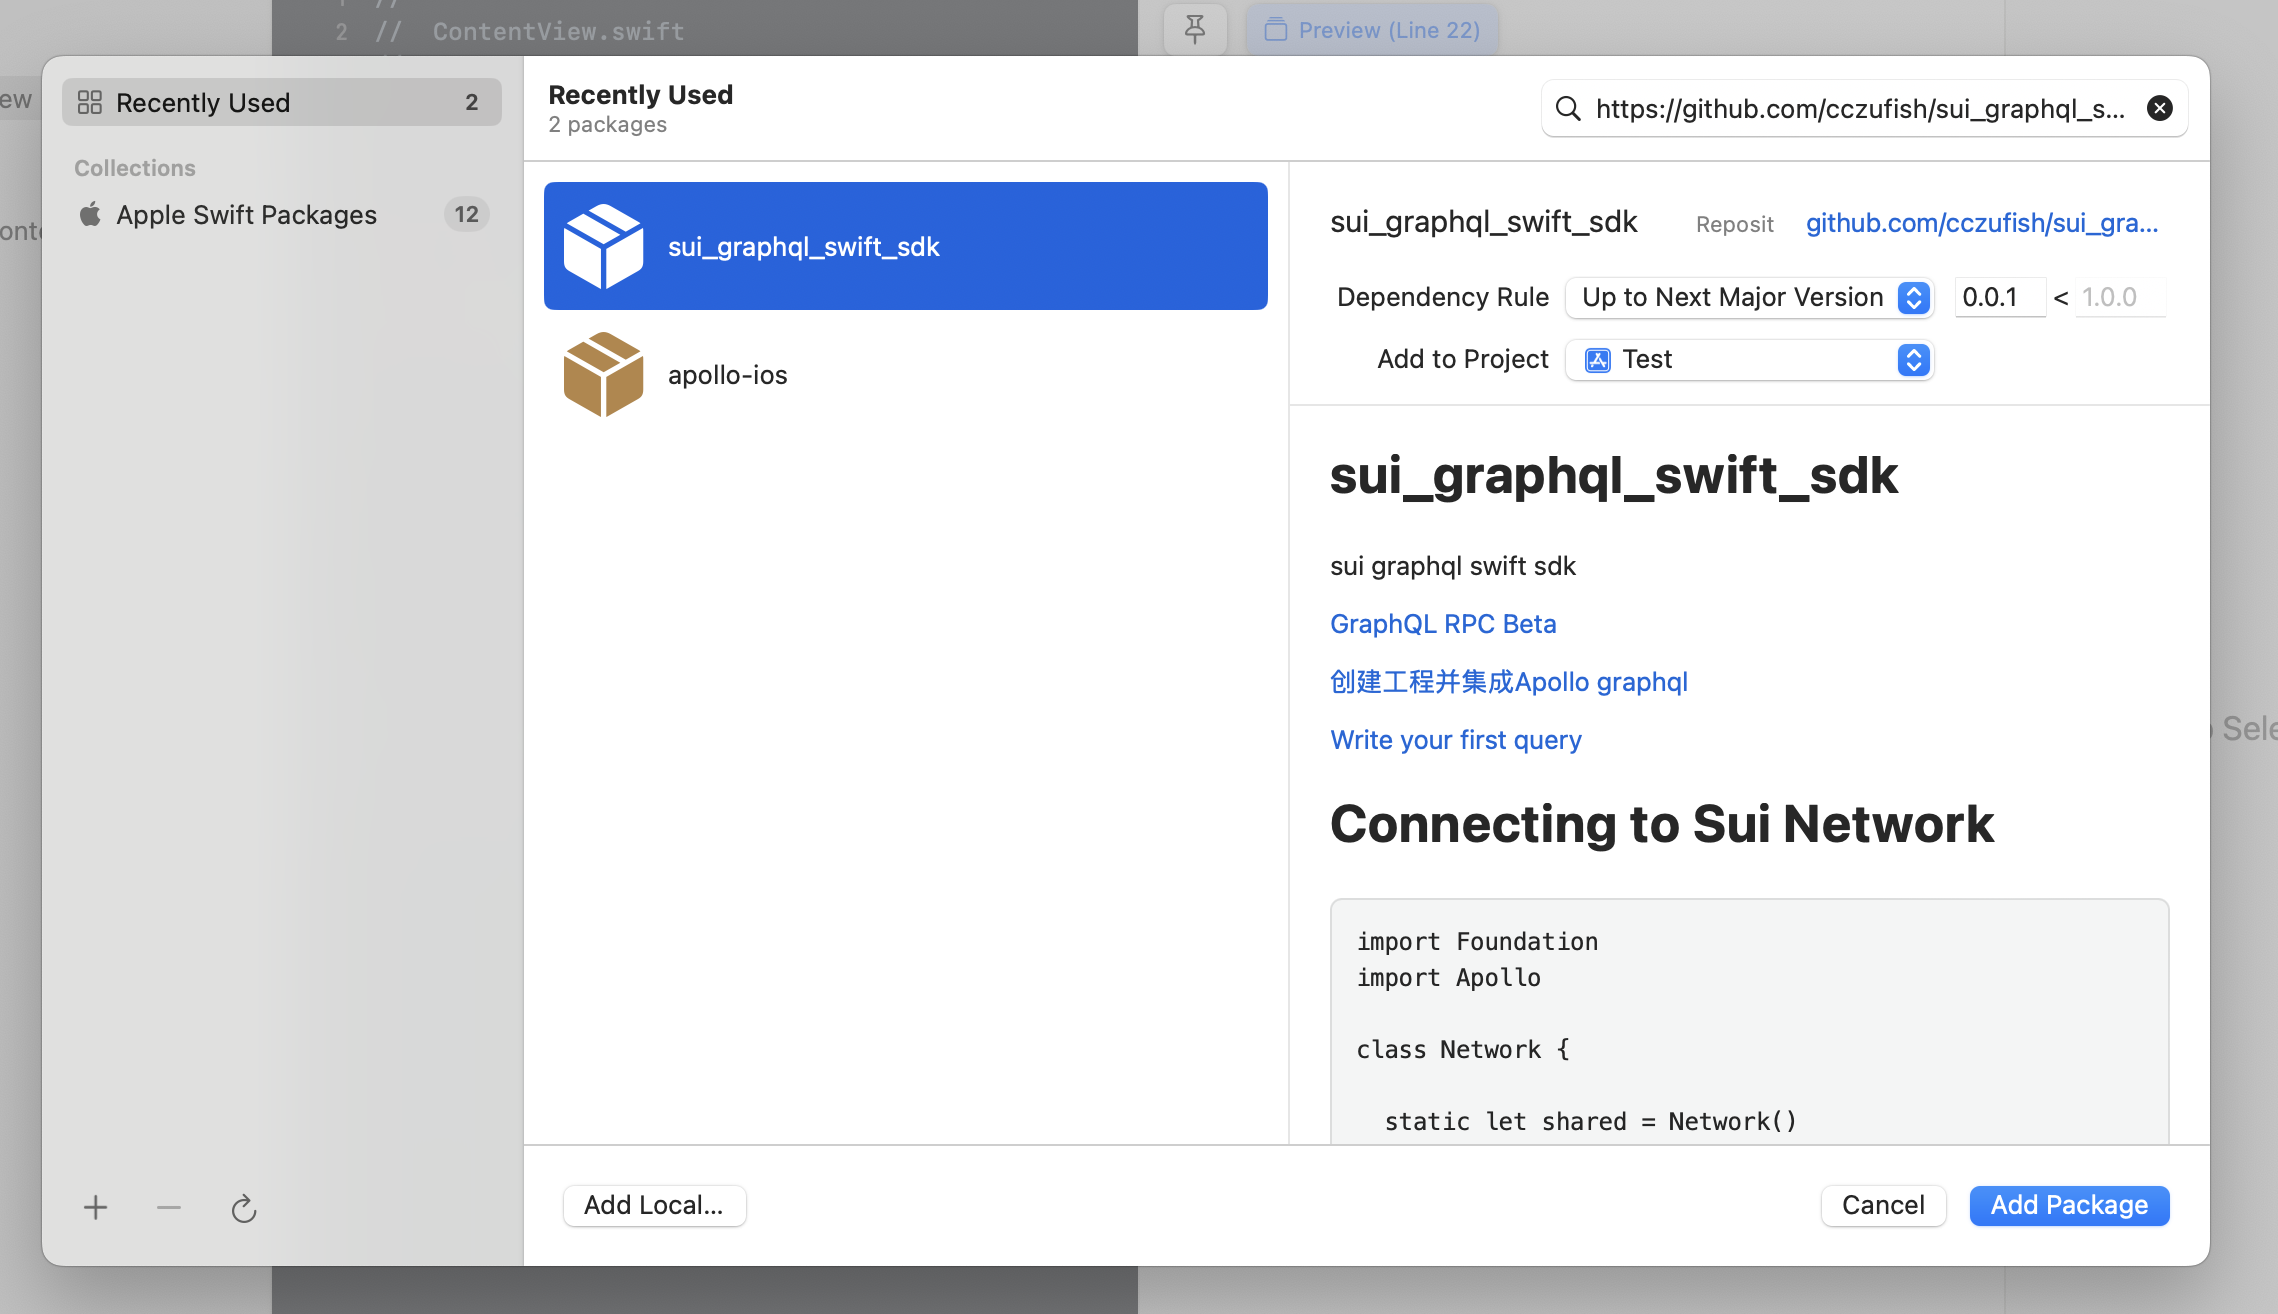 2 // ContentView.swift
Preview (Line 22)
Recently Used 2
Collections
Apple Swift Packages 12
Recently Used
2 packages
https://github.com/cczufish/sui_graphql_s...
sui_graphql_swift_sdk
apollo-ios
sui_graphql_swift_sdk Reposit github.com/cczufish/sui_gra...
Dependency Rule Up to Next Major Version 0.0.1 < 1.0.0
Add to Project Test
sui_graphql_swift_sdk
sui graphql swift sdk
GraphQL RPC Beta
创建工程并集成Apollo graphql
Write your first query
Connecting to Sui Network
import Foundation
import Apollo
class Network {
static let shared = Network()
Add Local...
Cancel
Add Package